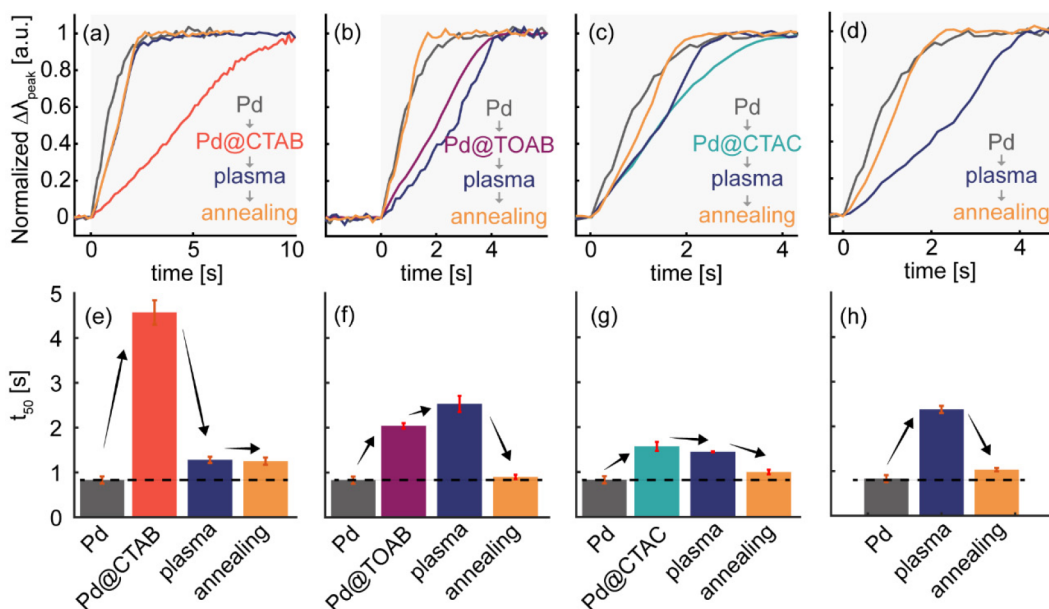 (a)
(b)
(c)
(d)
Normalized Δλpeak [a.u.]
1
0.8
0.6
0.4
0.2
0
Pd
Pd@CTAB
plasma
annealing
Pd
Pd@TOAB
plasma
annealing
Pd
Pd@CTAC
plasma
annealing
Pd
plasma
annealing
0 5 10
-2 0 2 4
0 2 4
0 2 4
time [s]
time [s]
time [s]
time [s]
(e)
(f)
(g)
(h)
t50 [s]
5
4
3
2
1
0
Pd
Pd@CTAB
plasma
annealing
Pd
Pd@TOAB
plasma
annealing
Pd
Pd@CTAC
plasma
annealing
Pd
plasma
annealing